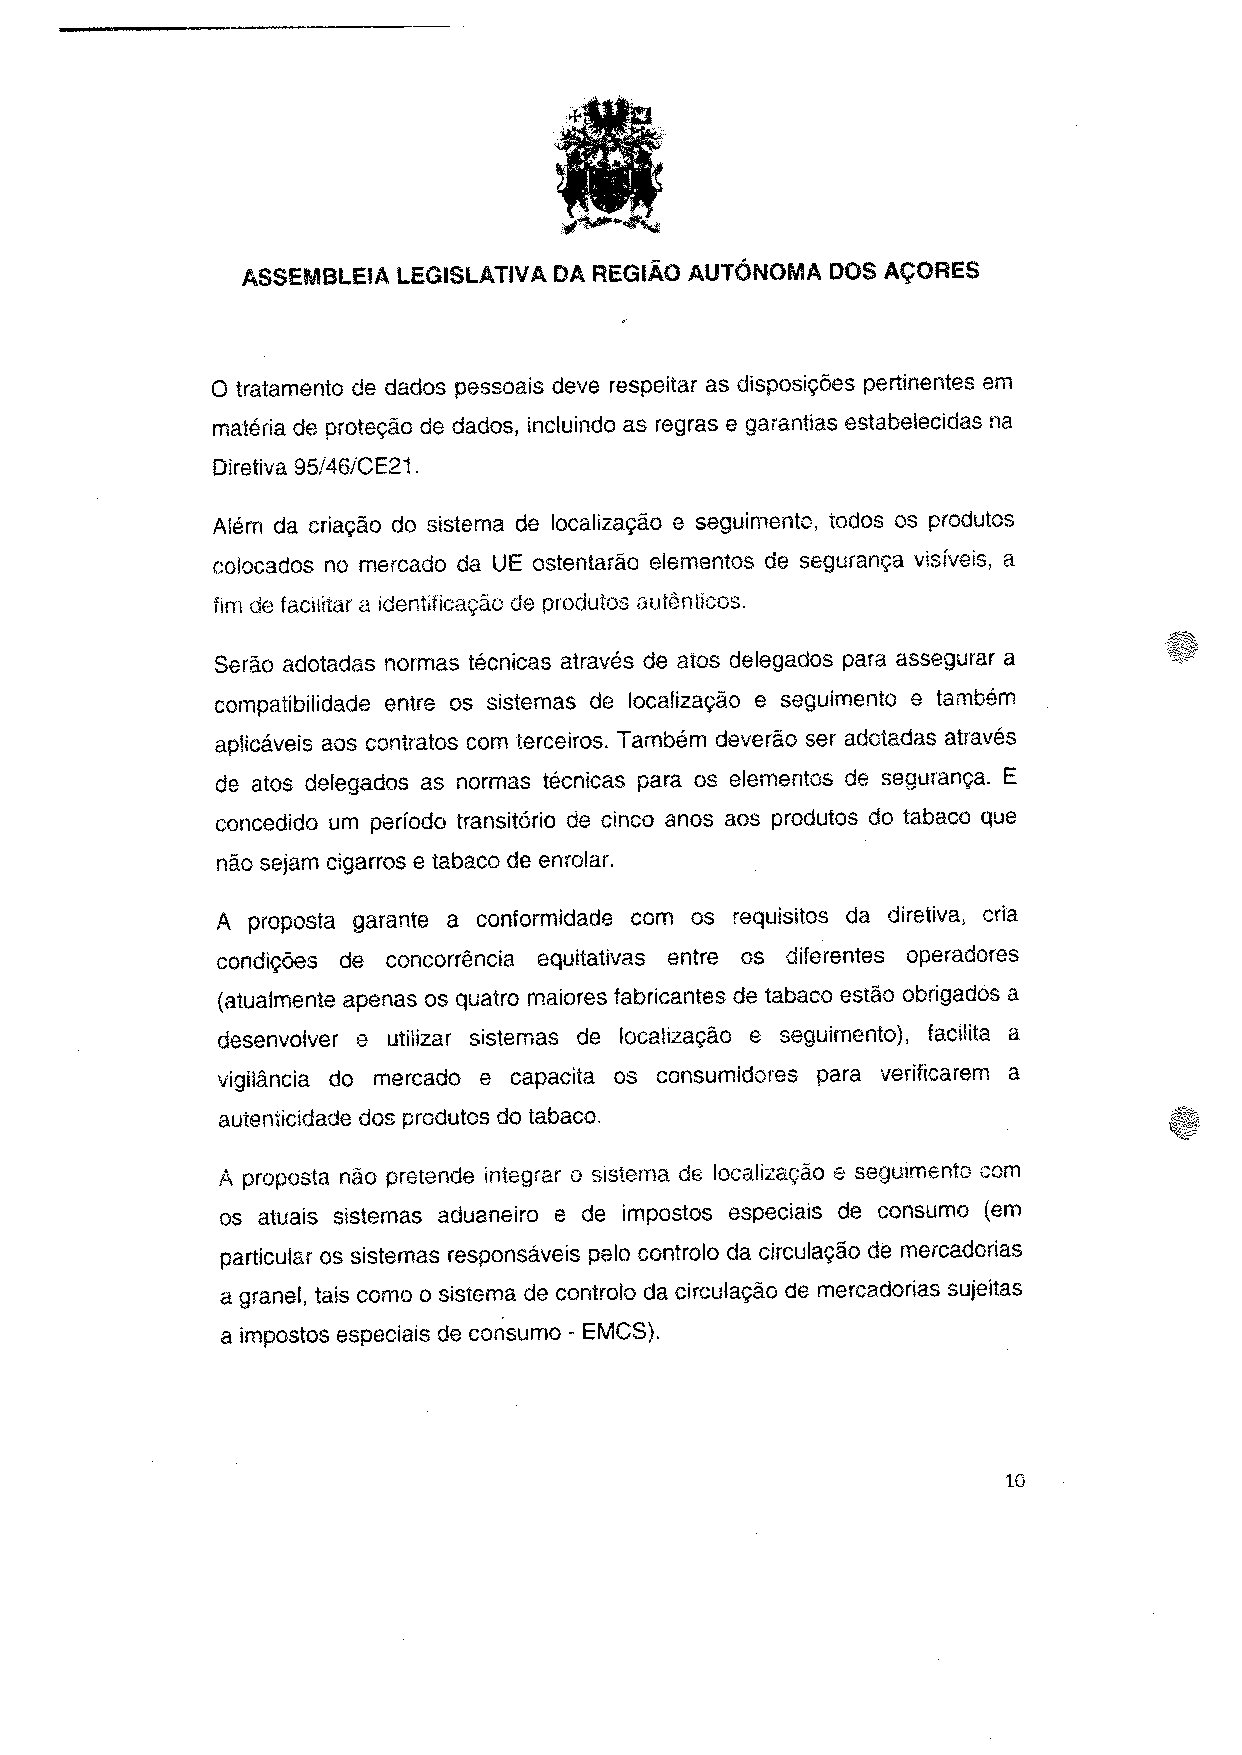 ASSEMBLEIA LEGISLATIVA DA REGIÃO AUTÓNOMA DOS AÇORES
O tratamento de dados pessoais deve respeitar as disposições pertinentes em
matéria de proteção de dados, incluindo as regras e garantias estabelecidas na
Diretiva 95/46/CE21.
Além da criação do sistema de localização e seguimento, todos os produtos
colocados no mercado da UE ostentarão elementos de segurança visíveis, a
fim de facilitar a identificação de produtos autênticos.
Serão adotadas normas técnicas através de atos delegados para assegurar a
compatibilidade entre os sistemas de localização e seguimento e também
aplicáveis aos contratos com terceiros. Também deverão ser adotadas através
de atos delegados as normas técnicas para os elementos de segurança. E
concedido um período transitório de cinco anos aos produtos do tabaco que
não sejam cigarros e tabaco de enrolar.
A proposta garante a conformidade com os requisitos da diretiva, cria
condições de concorrência equitativas entre os diferentes operadores
(atualmente apenas os quatro maiores fabricantes de tabaco estão obrigados a
desenvolver e utilizar sistemas de localização e seguimento), facilita a
vigilância do mercado e capacita os consumidores para verificarem a
autenticidade dos produtos do tabaco.
A proposta não pretende integrar o sistema de localização e seguimento com
os atuais sistemas aduaneiro e de impostos especiais de consumo (em
particular os sistemas responsáveis pelo controlo da circulação de mercadorias
a granel, tais como o sistema de controlo da circulação de mercadorias sujeitas
a impostos especiais de consumo - EMCS).
10